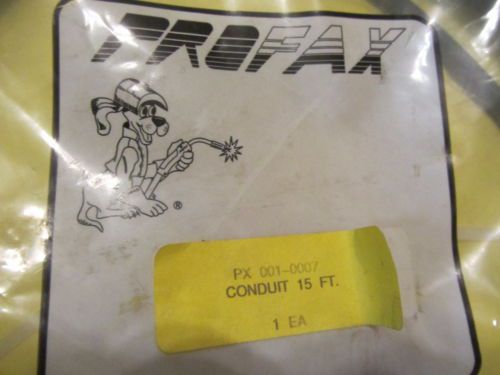 PROFAX
®
PX 001-0007
CONDUIT 15 FT.
1 EA